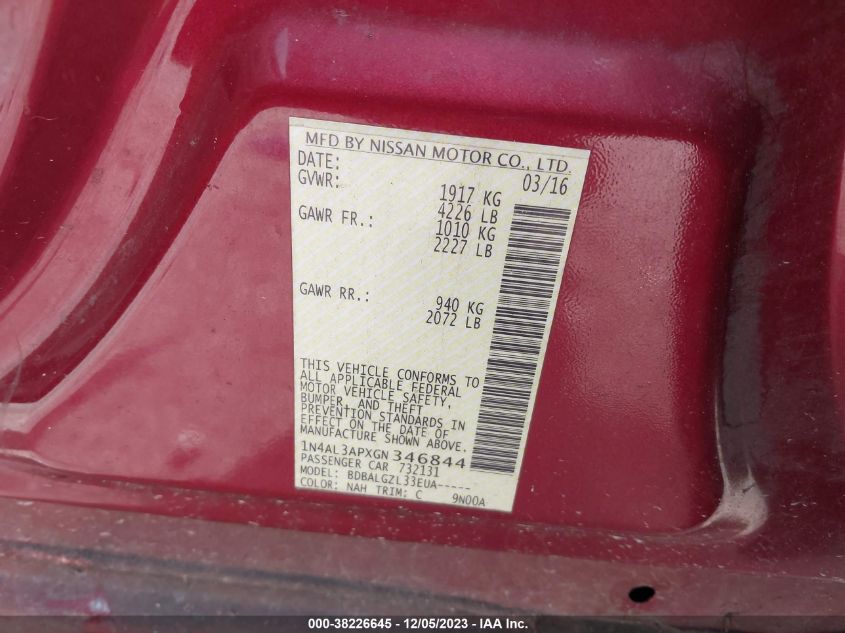 MFD BY NISSAN MOTOR CO., LTD.
DATE: 03/16
GVWR: 1917 KG
4226 LB
GAWR FR.: 1010 KG
2227 LB
GAWR RR.: 940 KG
2072 LB
THIS VEHICLE CONFORMS TO
ALL APPLICABLE FEDERAL
MOTOR VEHICLE SAFETY,
BUMPER, AND THEFT
PREVENTION STANDARDS IN
EFFECT ON THE DATE OF
MANUFACTURE SHOWN ABOVE.
1N4AL3APXGN346844
PASSENGER CAR 732131
MODEL: BDBALGZL33EUA-----
COLOR: NAH TRIM: C 9N00A
000-38226645 - 12/05/2023 - IAA Inc.